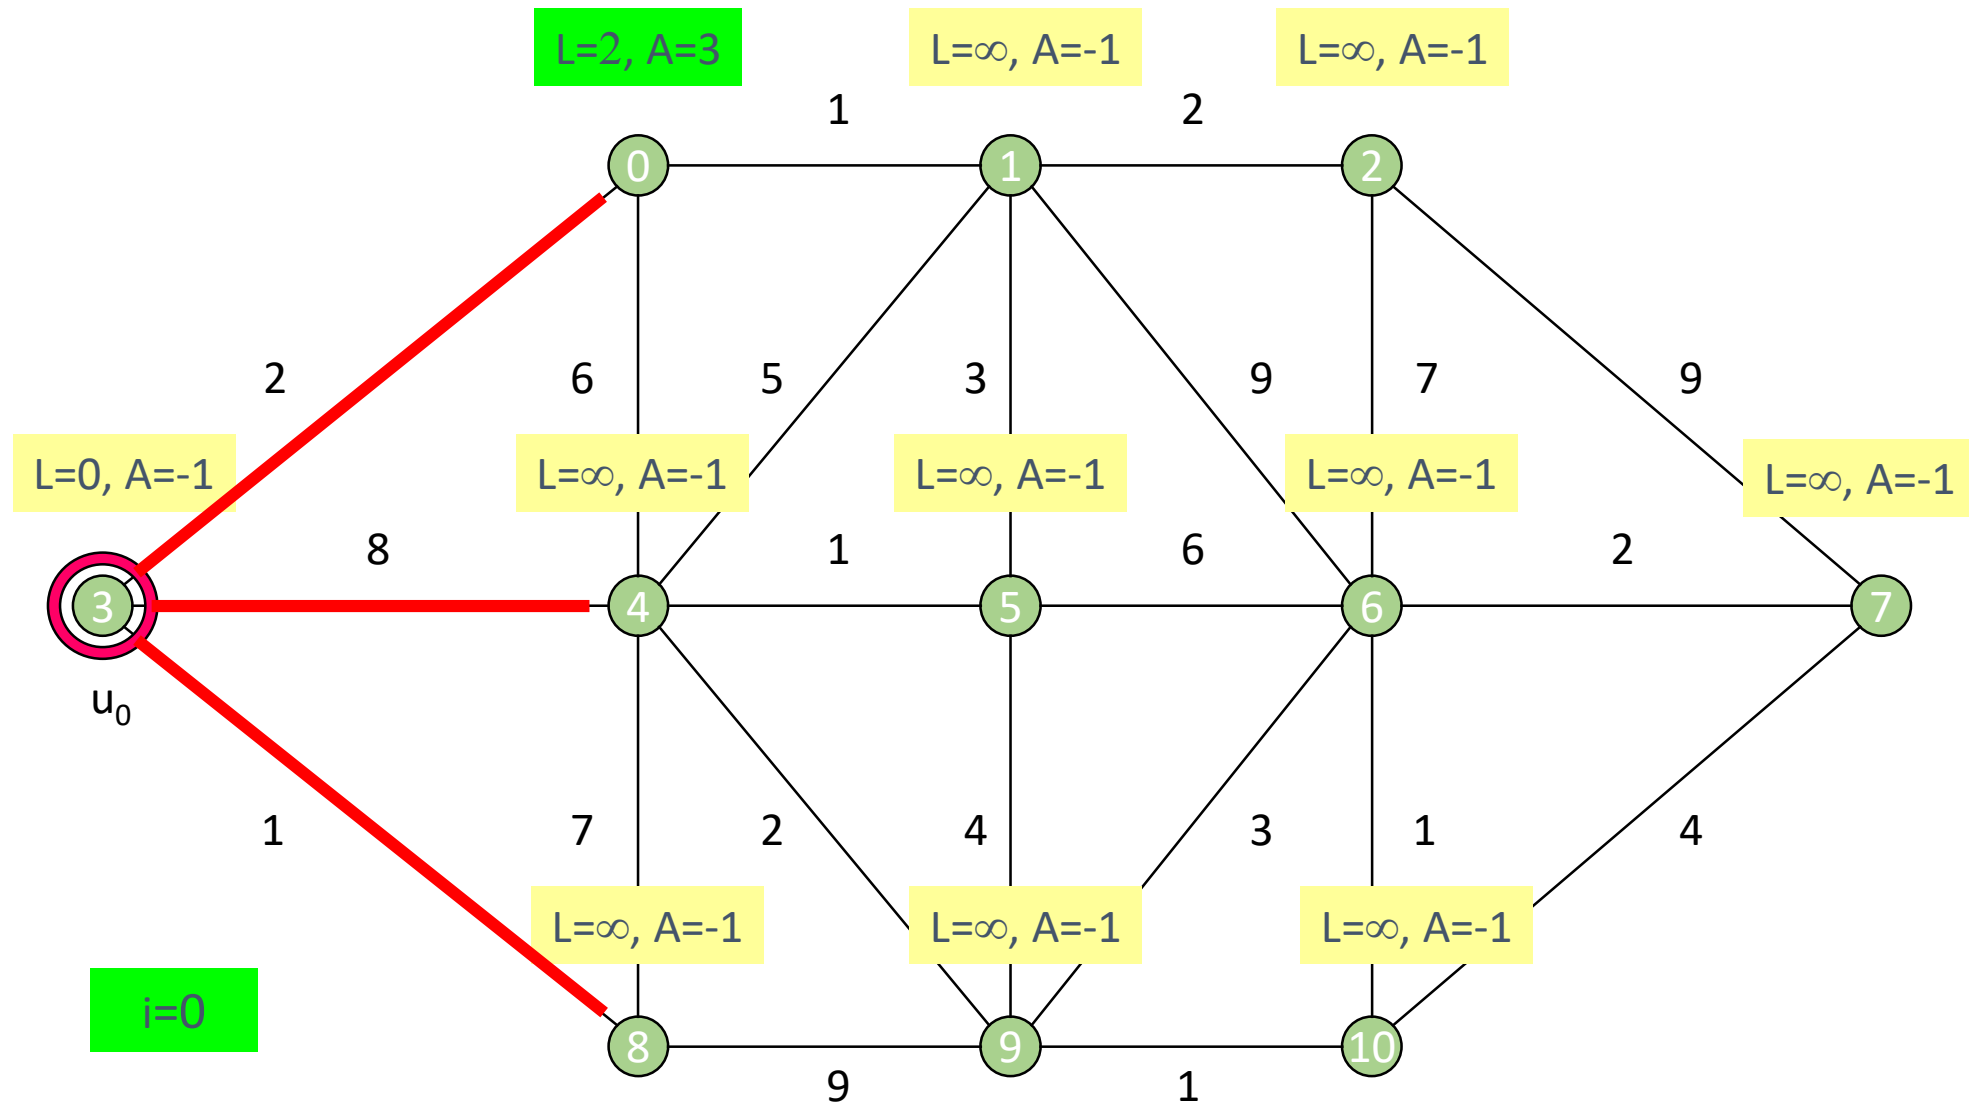 L=2, A=3
L=∞, A=-1
L=∞, A=-1
1
2
0
1
2
2
6
5
3
9
7
9
L=0, A=-1
L=∞, A=-1
L=∞, A=-1
L=∞, A=-1
L=∞, A=-1
8
1
6
2
3
4
5
6
7
u₀
1
7
2
4
3
1
4
L=∞, A=-1
L=∞, A=-1
L=∞, A=-1
i=0
8
9
10
9
1